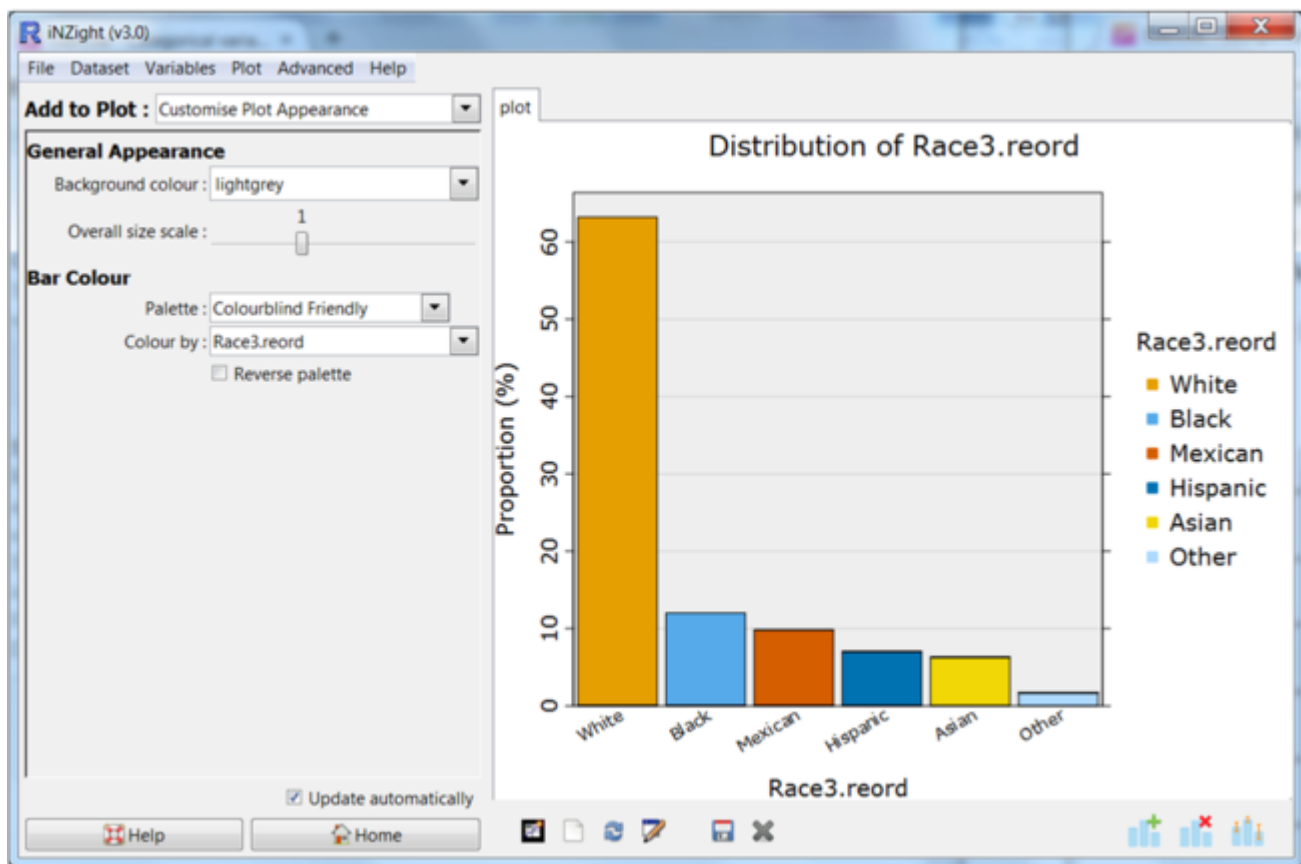 iNZight (v3.0)
File Dataset Variables Plot Advanced Help
Add to Plot : Customise Plot Appearance
General Appearance
Background colour : lightgrey
Overall size scale : 1
Bar Colour
Palette : Colourblind Friendly
Colour by : Race3.reord
Reverse palette
Update automatically
Help Home
plot
Distribution of Race3.reord
Proportion (%)
60
50
40
30
20
10
0
White Black Mexican Hispanic Asian Other
Race3.reord
Race3.reord
White
Black
Mexican
Hispanic
Asian
Other